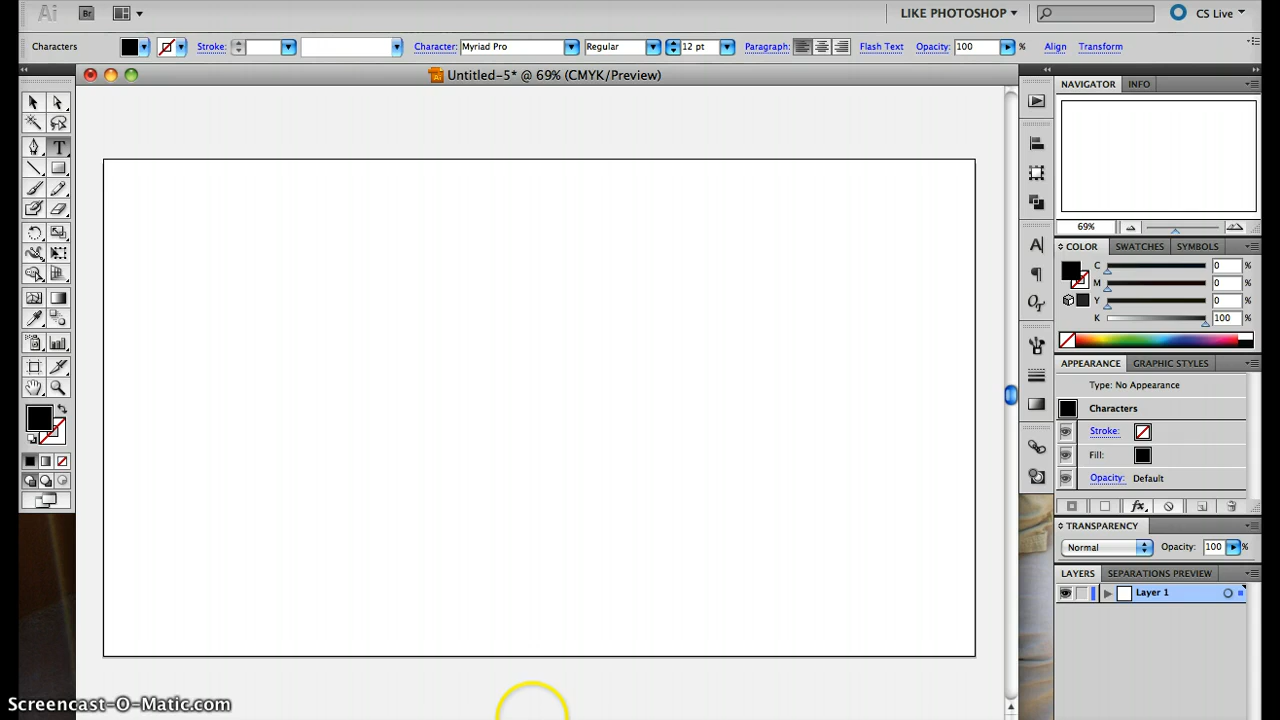 Ai Br LIKE PHOTOSHOP CS Live
Characters Stroke: Character: Myriad Pro Regular 12 pt Paragraph: Flash Text Opacity: 100 % Align Transform
Untitled-5* @ 69% (CMYK/Preview)
NAVIGATOR INFO
69%
COLOR SWATCHES SYMBOLS
C 0 %
M 0 %
Y 0 %
K 100 %
APPEARANCE GRAPHIC STYLES
Type: No Appearance
Characters
Stroke:
Fill:
Opacity: Default
fx
TRANSPARENCY
Normal Opacity: 100 %
LAYERS SEPARATIONS PREVIEW
Layer 1
Screencast-O-Matic.com